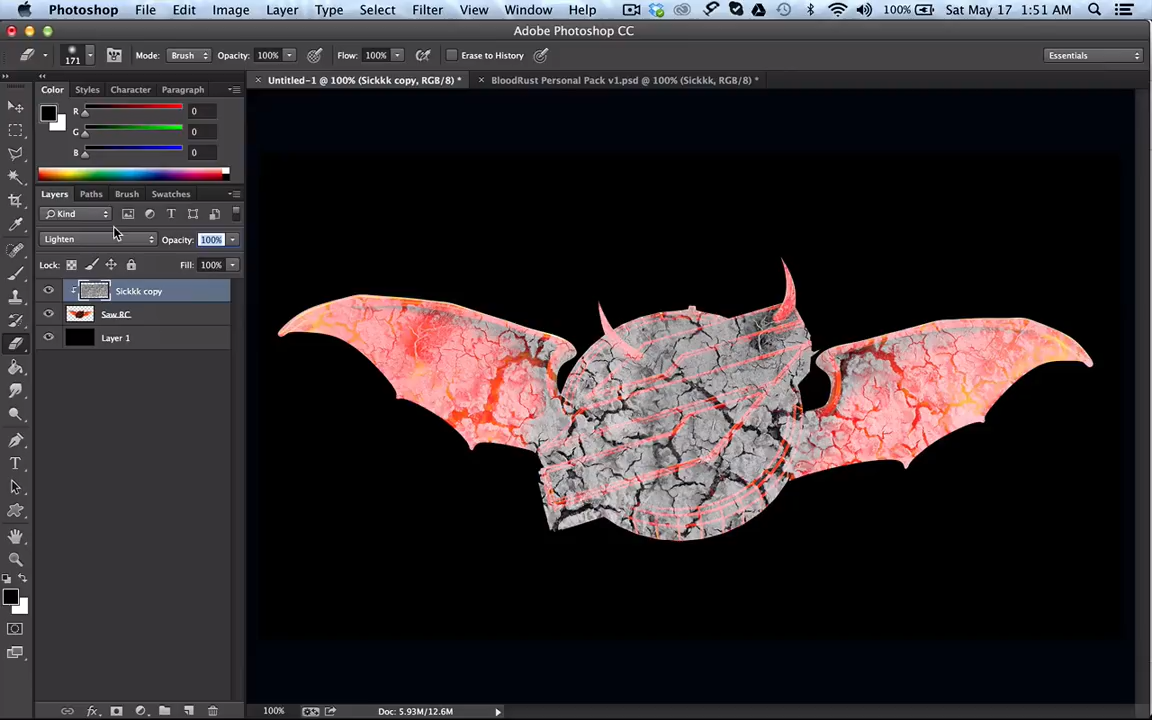 Photoshop File Edit Image Layer Type Select Filter View Window Help 100% Sat May 17 1:51 AM
Adobe Photoshop CC
171 Mode: Brush Opacity: 100% Flow: 100% Erase to History Essentials
Untitled-1 @ 100% (Sickkk copy, RGB/8) * BloodRust Personal Pack v1.psd @ 100% (Sickkk, RGB/8) *
Color Styles Character Paragraph
R 0
G 0
B 0
Layers Paths Brush Swatches
Kind
Lighten Opacity: 100%
Lock: Fill: 100%
Sickkk copy
Saw RC
Layer 1
100% Doc: 5.93M/12.6M